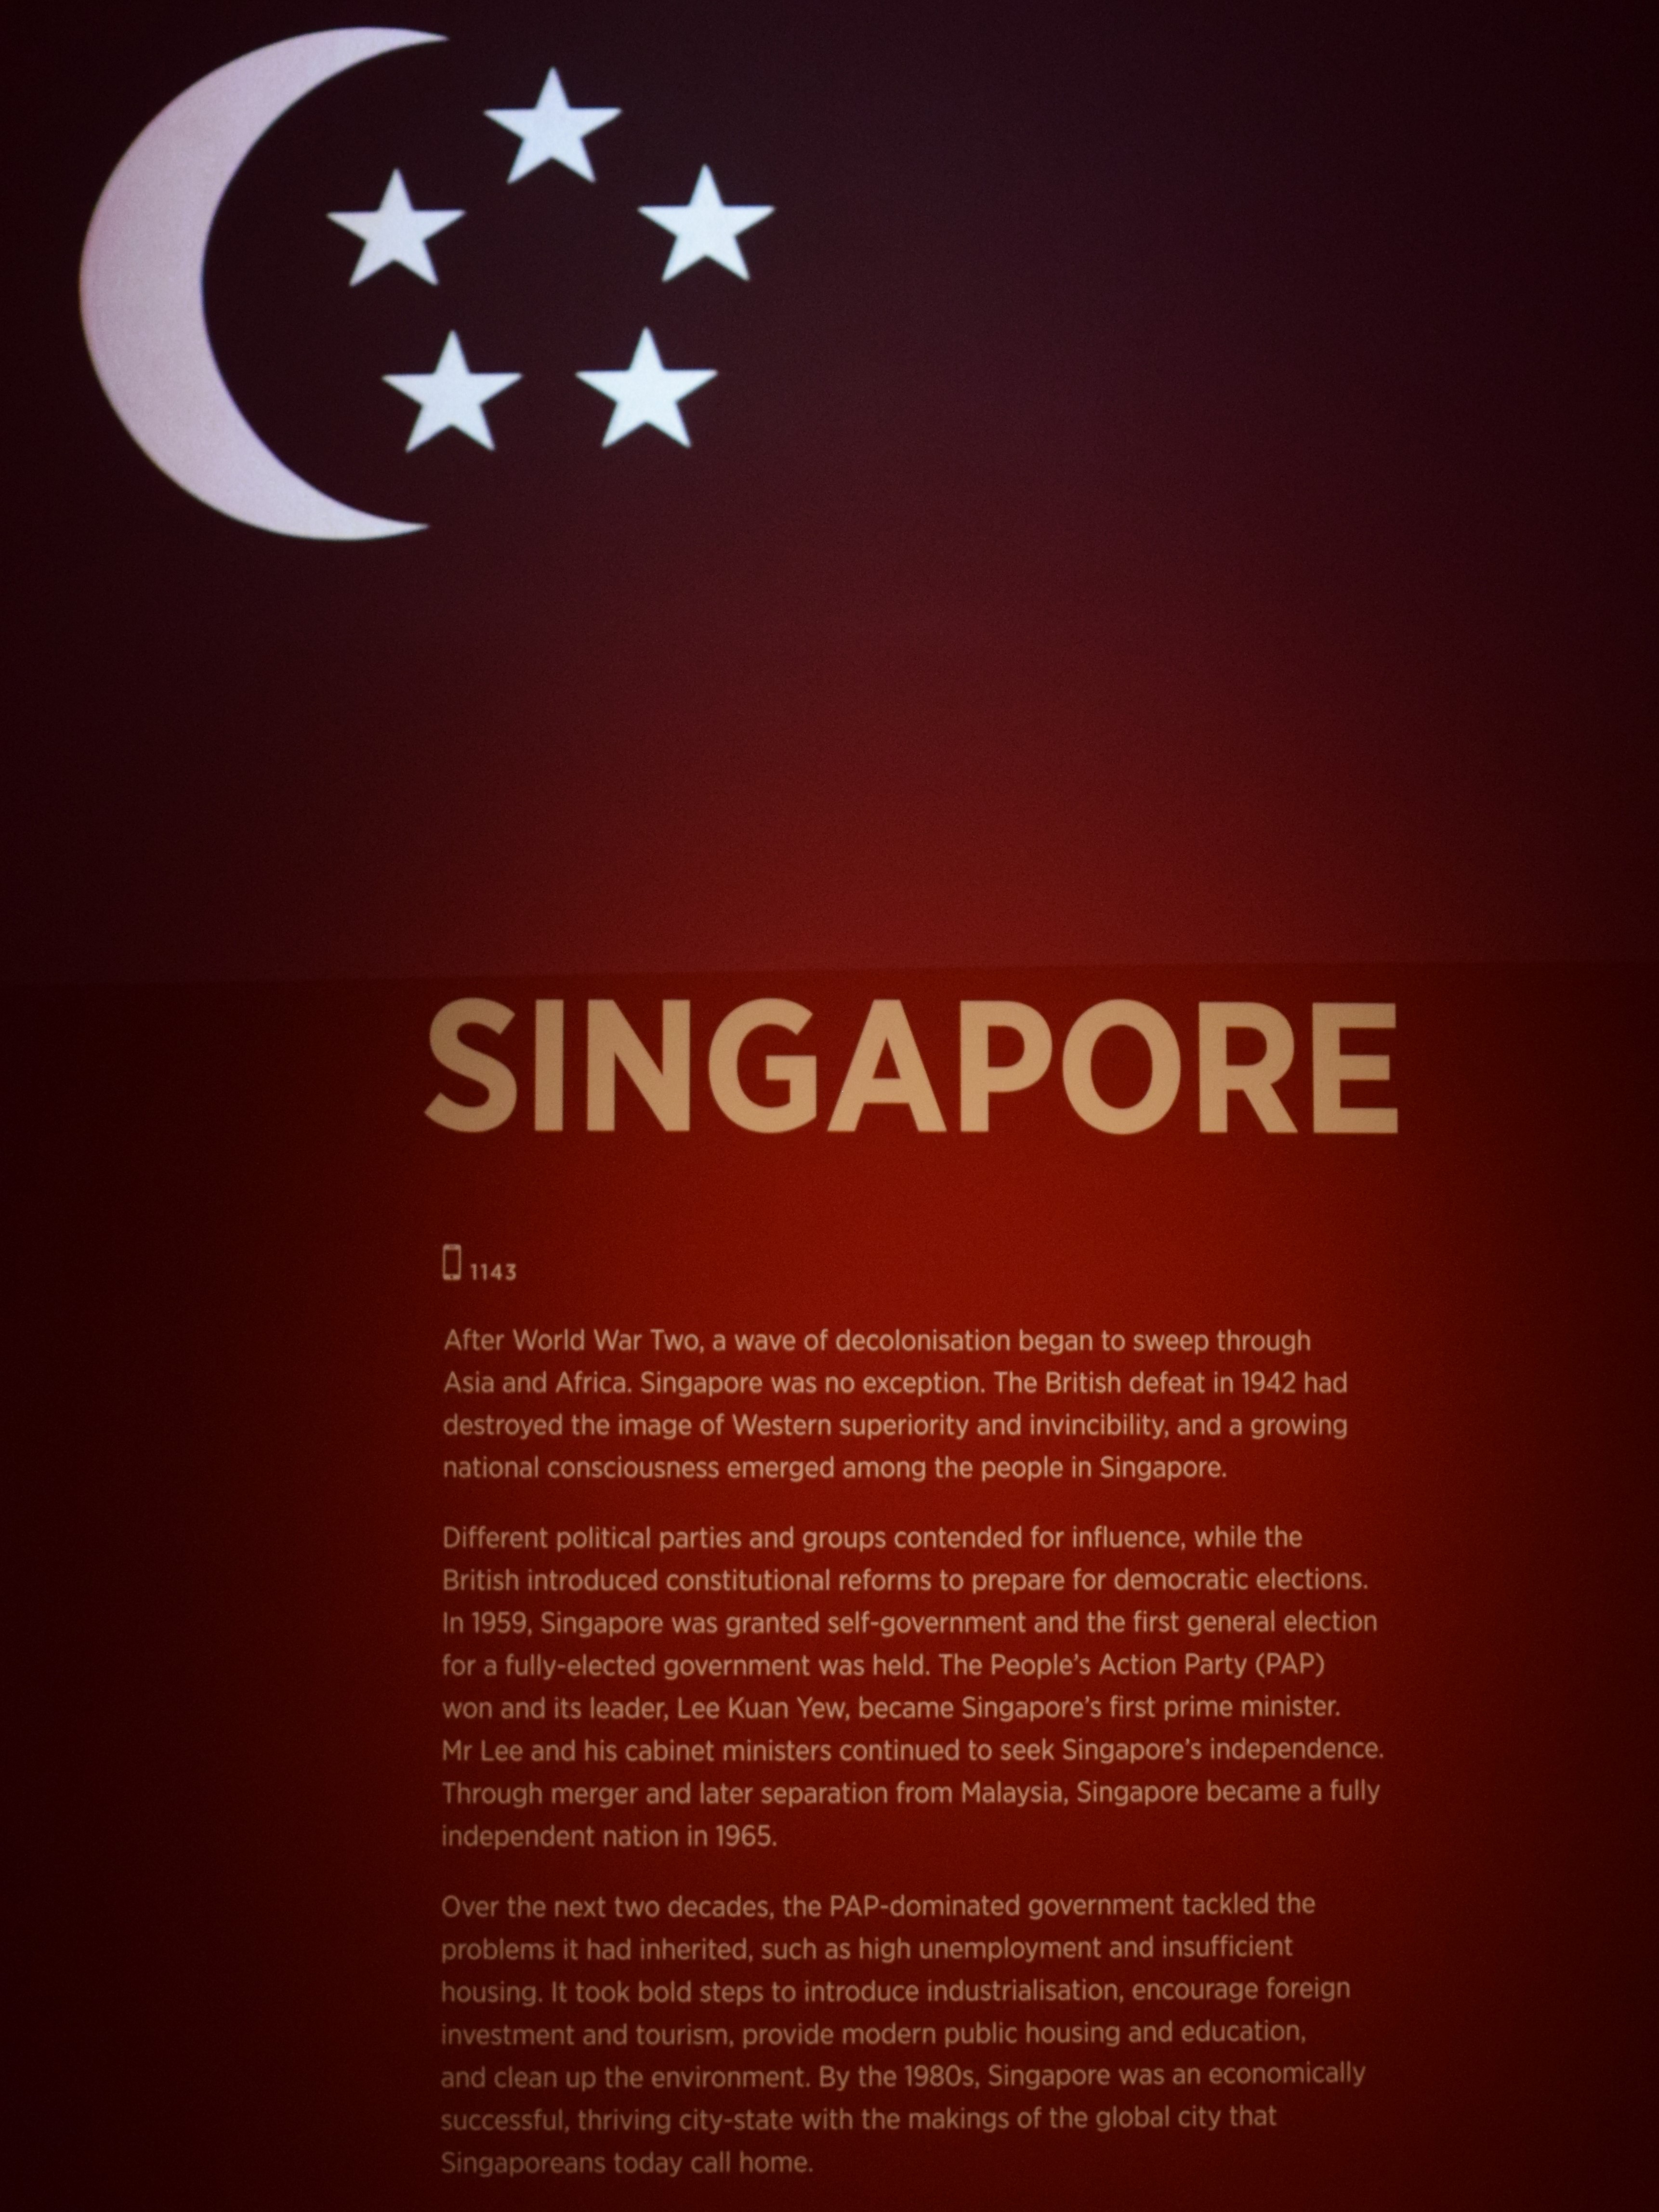 SINGAPORE
1143
After World War Two, a wave of decolonisation began to sweep through
Asia and Africa. Singapore was no exception. The British defeat in 1942 had
destroyed the image of Western superiority and invincibility, and a growing
national consciousness emerged among the people in Singapore.
Different political parties and groups contended for influence, while the
British introduced constitutional reforms to prepare for democratic elections.
In 1959, Singapore was granted self-government and the first general election
for a fully-elected government was held. The People’s Action Party (PAP)
won and its leader, Lee Kuan Yew, became Singapore’s first prime minister.
Mr Lee and his cabinet ministers continued to seek Singapore’s independence.
Through merger and later separation from Malaysia, Singapore became a fully
independent nation in 1965.
Over the next two decades, the PAP-dominated government tackled the
problems it had inherited, such as high unemployment and insufficient
housing. It took bold steps to introduce industrialisation, encourage foreign
investment and tourism, provide modern public housing and education,
and clean up the environment. By the 1980s, Singapore was an economically
successful, thriving city-state with the makings of the global city that
Singaporeans today call home.